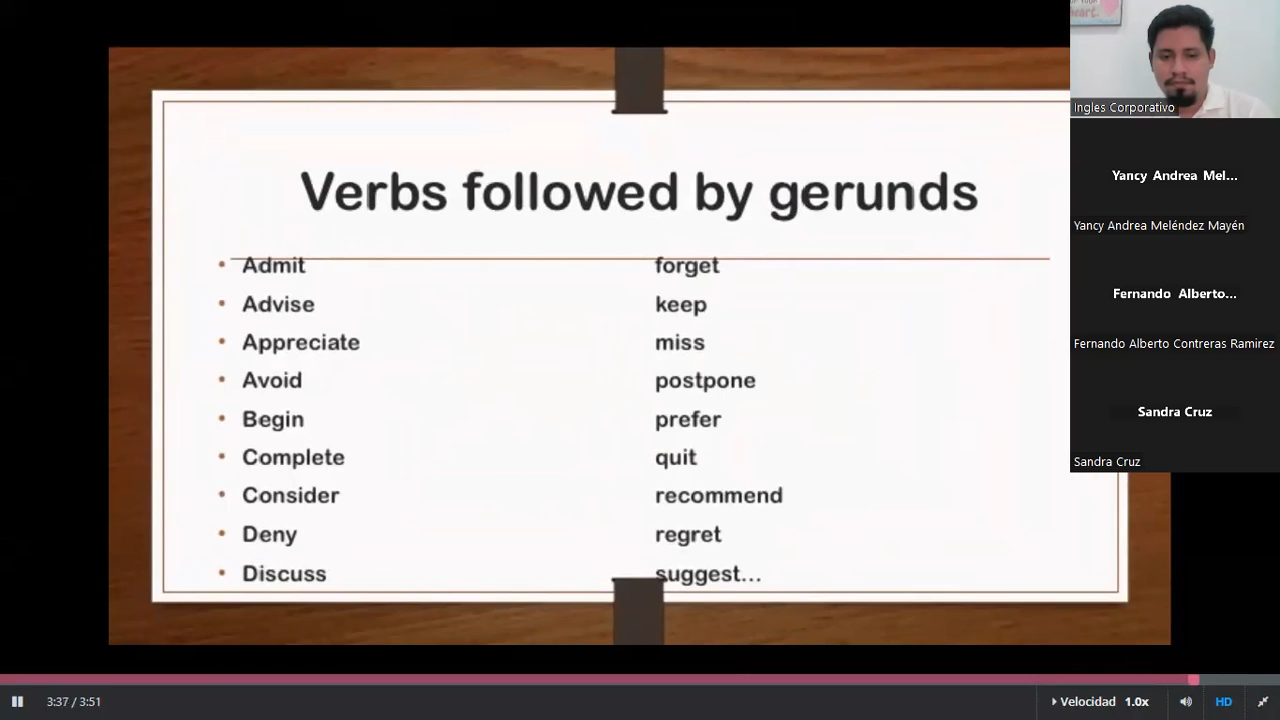 heart.
Ingles Corporativo
Verbs followed by gerunds
• Admit
• Advise
• Appreciate
• Avoid
• Begin
• Complete
• Consider
• Deny
• Discuss
forget
keep
miss
postpone
prefer
quit
recommend
regret
suggest...
Yancy Andrea Mel...
Yancy Andrea Meléndez Mayén
Fernando Alberto...
Fernando Alberto Contreras Ramirez
Sandra Cruz
Sandra Cruz
3:37 / 3:51
Velocidad 1.0x
HD